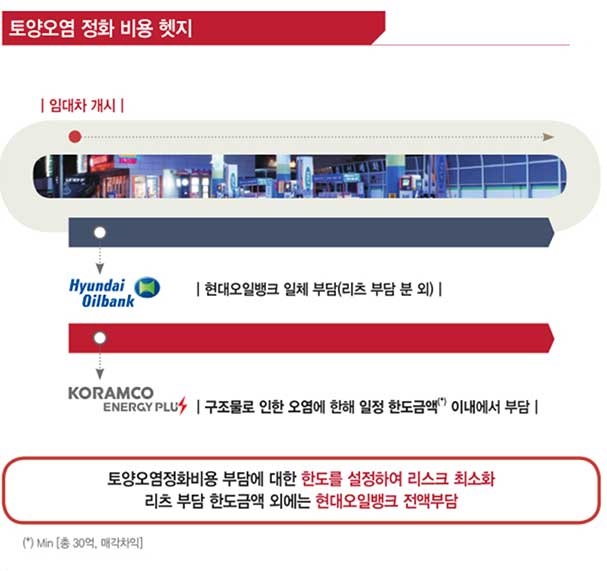 토양오염 정화 비용 헷지
| 임대차 개시 |
Hyundai
Oilbank
| 현대오일뱅크 일체 부담(리츠 부담 분 외) |
KORAMCO
ENERGY PLUS
| 구조물로 인한 오염에 한해 일정 한도금액(*) 이내에서 부담 |
토양오염정화비용 부담에 대한 한도를 설정하여 리스크 최소화
리츠 부담 한도금액 외에는 현대오일뱅크 전액부담
(*) Min [총 30억, 매각차익]